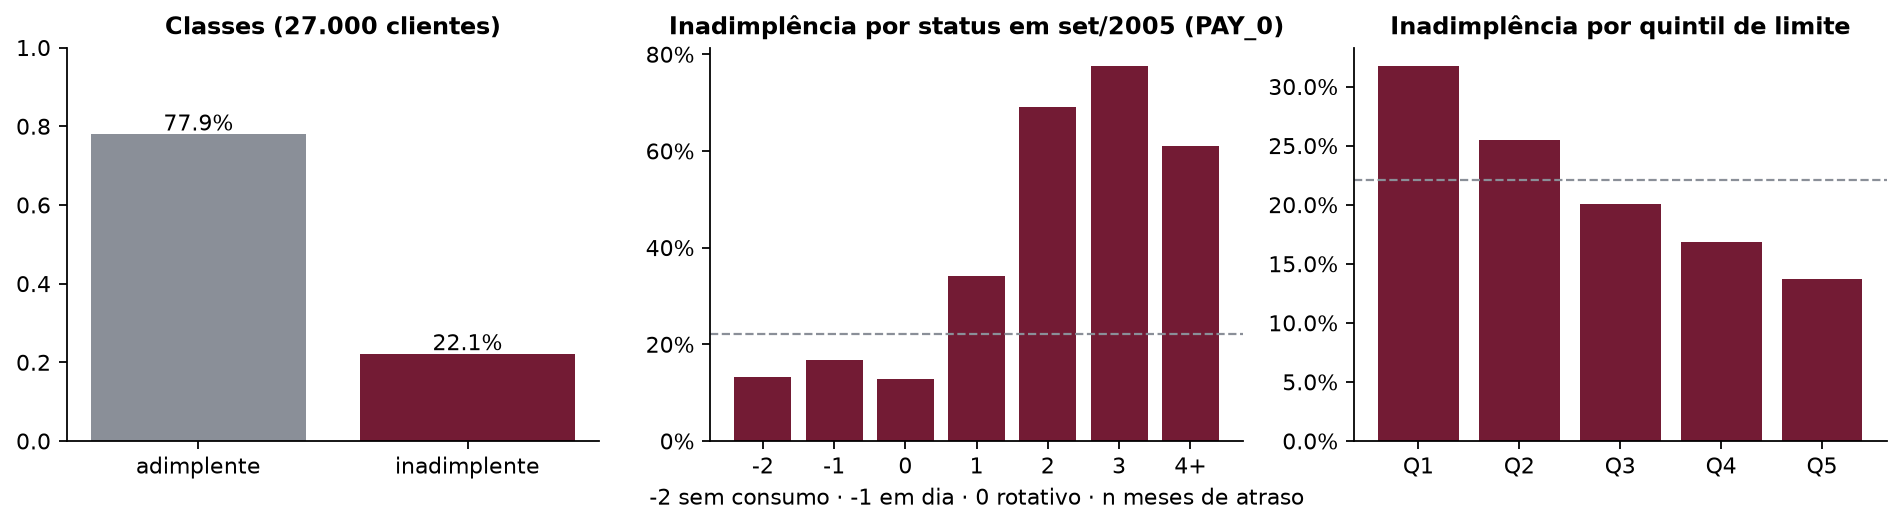 Classes (27.000 clientes)
1.0
0.8
0.6
0.4
0.2
0.0
77.9%
22.1%
adimplente
inadimplente
Inadimplência por status em set/2005 (PAY_0)
80%
60%
40%
20%
0%
-2 -1 0 1 2 3 4+
-2 sem consumo · -1 em dia · 0 rotativo · n meses de atraso
Inadimplência por quintil de limite
30.0%
25.0%
20.0%
15.0%
10.0%
5.0%
0.0%
Q1 Q2 Q3 Q4 Q5